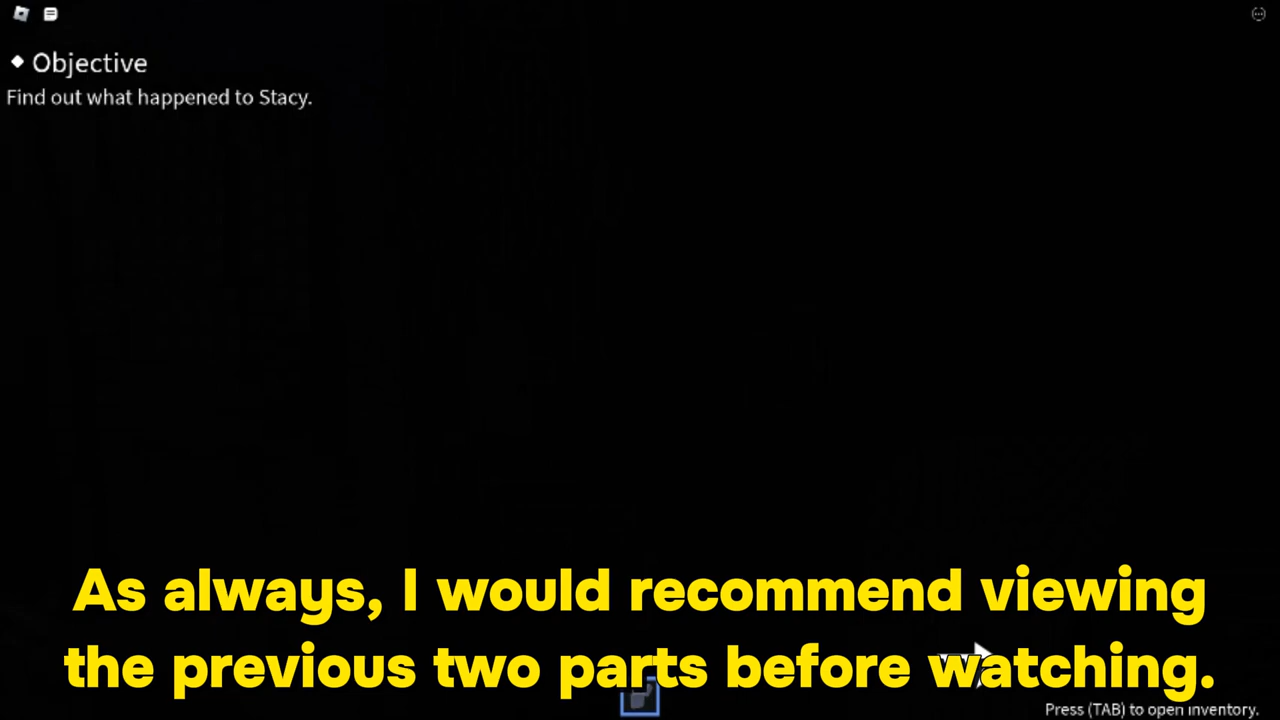 Objective
Find out what happened to Stacy.
As always, I would recommend viewing
the previous two parts before watching.
Press (TAB) to open inventory.